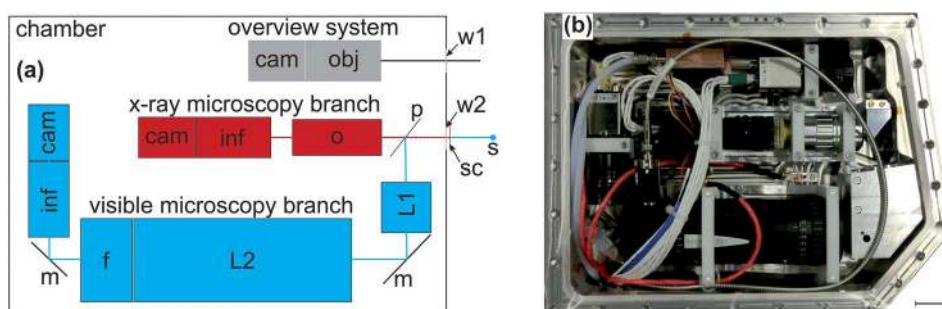 chamber
overview system
w1
(a)
cam
obj
x-ray microscopy branch
p
w2
cam
inf
cam
inf
o
s
sc
visible microscopy branch
L1
m
f
L2
m
(b)